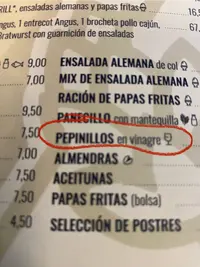 RILL*, ensaladas alemanas y papas fritas
16,
ngus, 1 entrecot Angus, 1 brocheta pollo cajún,
Bratwurst con guarnición de ensaladas
67,
9,00 ENSALADA ALEMANA de col
7,00 MIX DE ENSALADA ALEMANA
RACIÓN DE PAPAS FRITAS
9,50 PANECILLO con mantequilla
7,50 PEPINILLOS en vinagre
7,00 ALMENDRAS
7,50 ACEITUNAS
7,50 PAPAS FRITAS (bolsa)
4,50 SELECCIÓN DE POSTRES